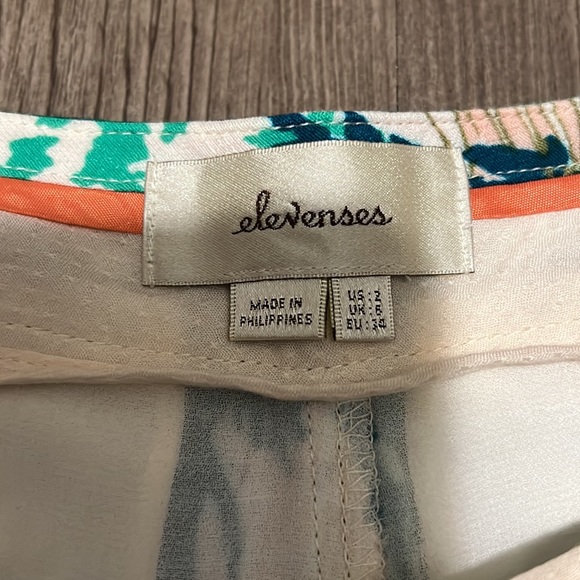 elevenses
MADE IN
PHILIPPINES
US: 2
UK: 6
EU: 34